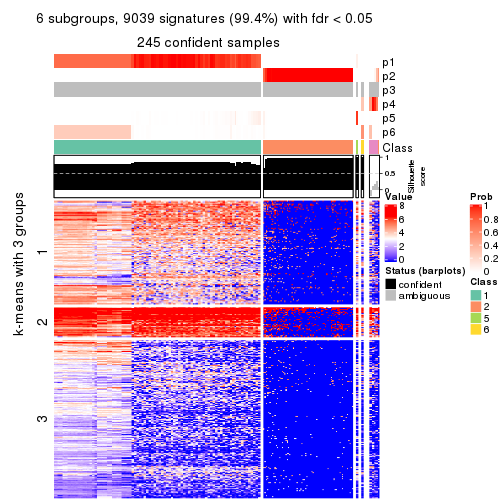 6 subgroups, 9039 signatures (99.4%) with fdr < 0.05
245 confident samples
p1
p2
p3
p4
p5
p6
Class
1
0.5
0
Silhouette
score
k-means with 3 groups
1
2
3
Value
8
6
4
2
0
Status (barplots)
confident
ambiguous
Prob
1
0.8
0.6
0.4
0.2
0
Class
1
2
5
6